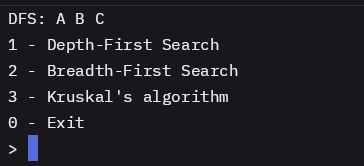 DFS: A B C
1 - Depth-First Search
2 - Breadth-First Search
3 - Kruskal's algorithm
0 - Exit
>